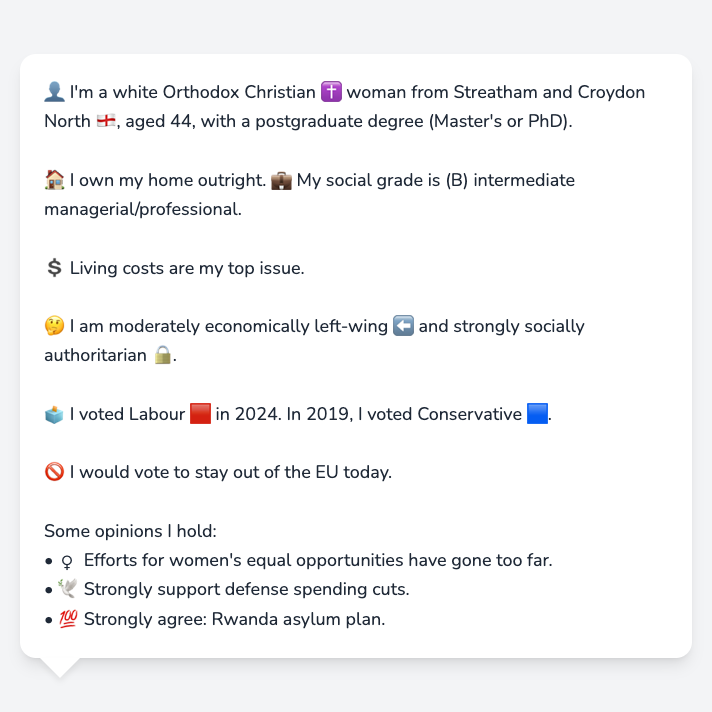 👤 I'm a white Orthodox Christian ✝️ woman from Streatham and Croydon
North 🏴󠁧󠁢󠁥󠁮󠁧󠁿, aged 44, with a postgraduate degree (Master's or PhD).
🏠 I own my home outright. 💼 My social grade is (B) intermediate
managerial/professional.
💲 Living costs are my top issue.
🤔 I am moderately economically left-wing ⬅️ and strongly socially
authoritarian 🔒.
🗳️ I voted Labour 🟥 in 2024. In 2019, I voted Conservative 🟦.
🚫 I would vote to stay out of the EU today.
Some opinions I hold:
• ♀️ Efforts for women's equal opportunities have gone too far.
• 🕊️ Strongly support defense spending cuts.
• 💯 Strongly agree: Rwanda asylum plan.